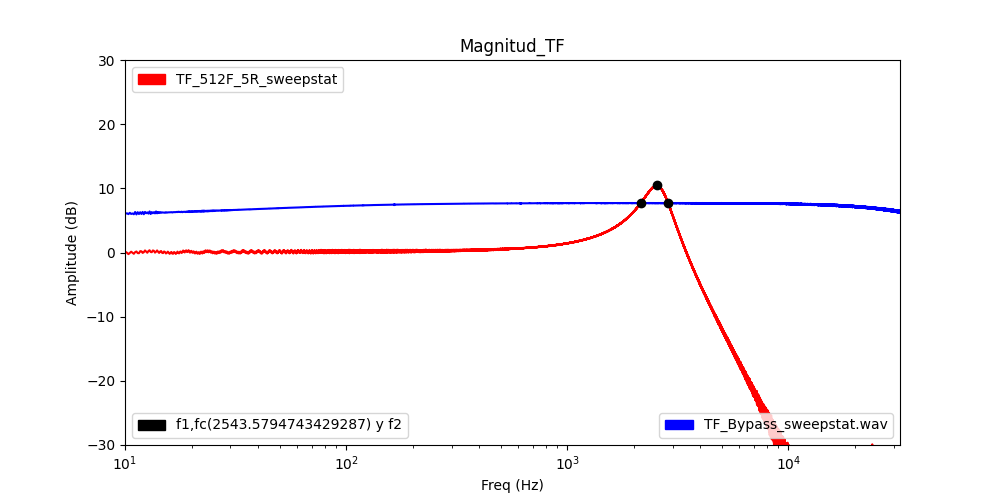 Magnitud_TF
30
20
10
0
−10
−20
−30
Amplitude (dB)
TF_512F_5R_sweepstat
f1,fc(2543.5794743429287) y f2
TF_Bypass_sweepstat.wav
10¹
10²
10³
10⁴
Freq (Hz)